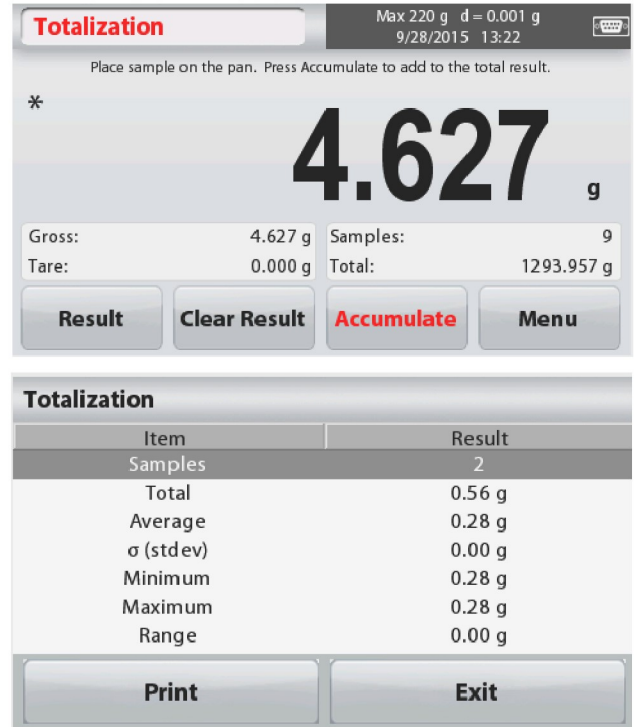 Totalization
Max 220 g d = 0.001 g
9/28/2015 13:22
Place sample on the pan. Press Accumulate to add to the total result.
*
4.627 g
Gross: 4.627 g Samples: 9
Tare: 0.000 g Total: 1293.957 g
Result Clear Result Accumulate Menu
Totalization
Item Result
Samples 2
Total 0.56 g
Average 0.28 g
σ (stdev) 0.00 g
Minimum 0.28 g
Maximum 0.28 g
Range 0.00 g
Print Exit